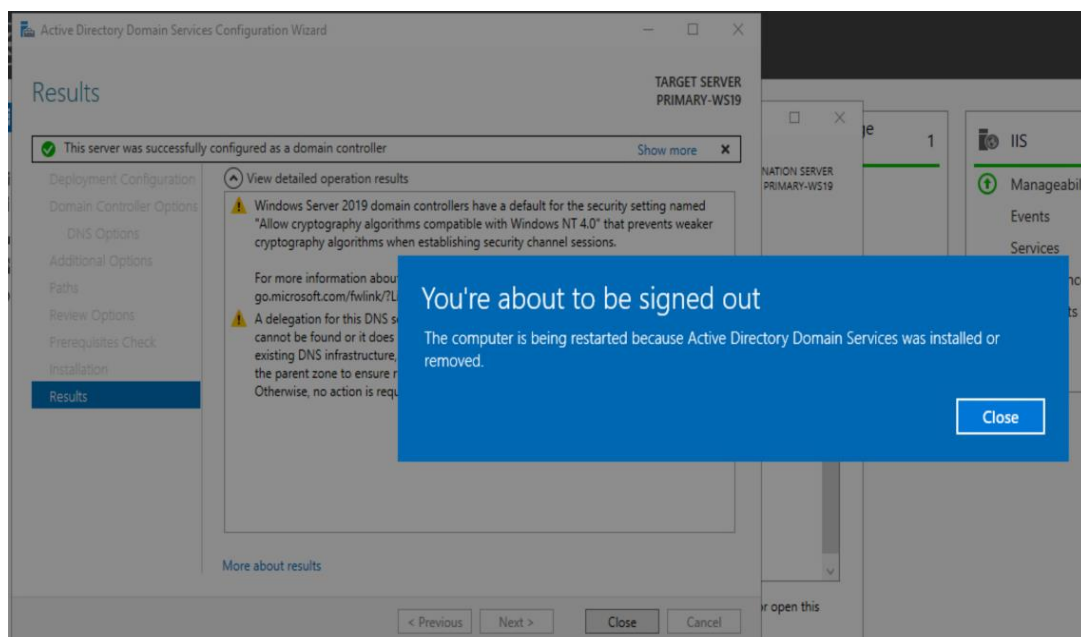 Active Directory Domain Services Configuration Wizard
Results
TARGET SERVER
PRIMARY-WS19
This server was successfully configured as a domain controller
Show more
Deployment Configuration
Domain Controller Options
DNS Options
Additional Options
Paths
Review Options
Prerequisites Check
Installation
Results
View detailed operation results
Windows Server 2019 domain controllers have a default for the security setting named
"Allow cryptography algorithms compatible with Windows NT 4.0" that prevents weaker
cryptography algorithms when establishing security channel sessions.
For more information about
go.microsoft.com/fwlink/?Li
A delegation for this DNS
cannot be found or it does
existing DNS infrastructure,
the parent zone to ensure
Otherwise, no action is
More about results
< Previous
Next >
Close
Cancel
You're about to be signed out
The computer is being restarted because Active Directory Domain Services was installed or
removed.
Close
NATION SERVER
PRIMARY-WS19
or open this
1
IIS
Manageabil
Events
Services